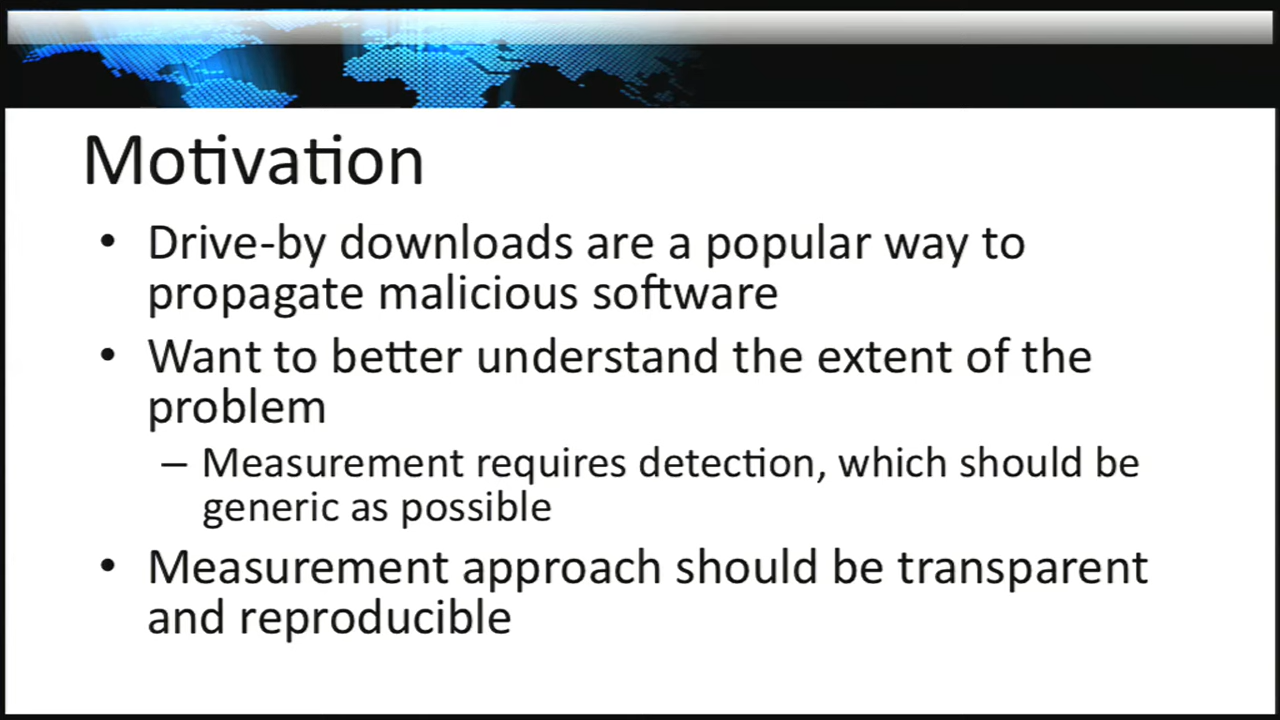 Motivation
• Drive-by downloads are a popular way to
propagate malicious software
• Want to better understand the extent of the
problem
– Measurement requires detection, which should be
generic as possible
• Measurement approach should be transparent
and reproducible